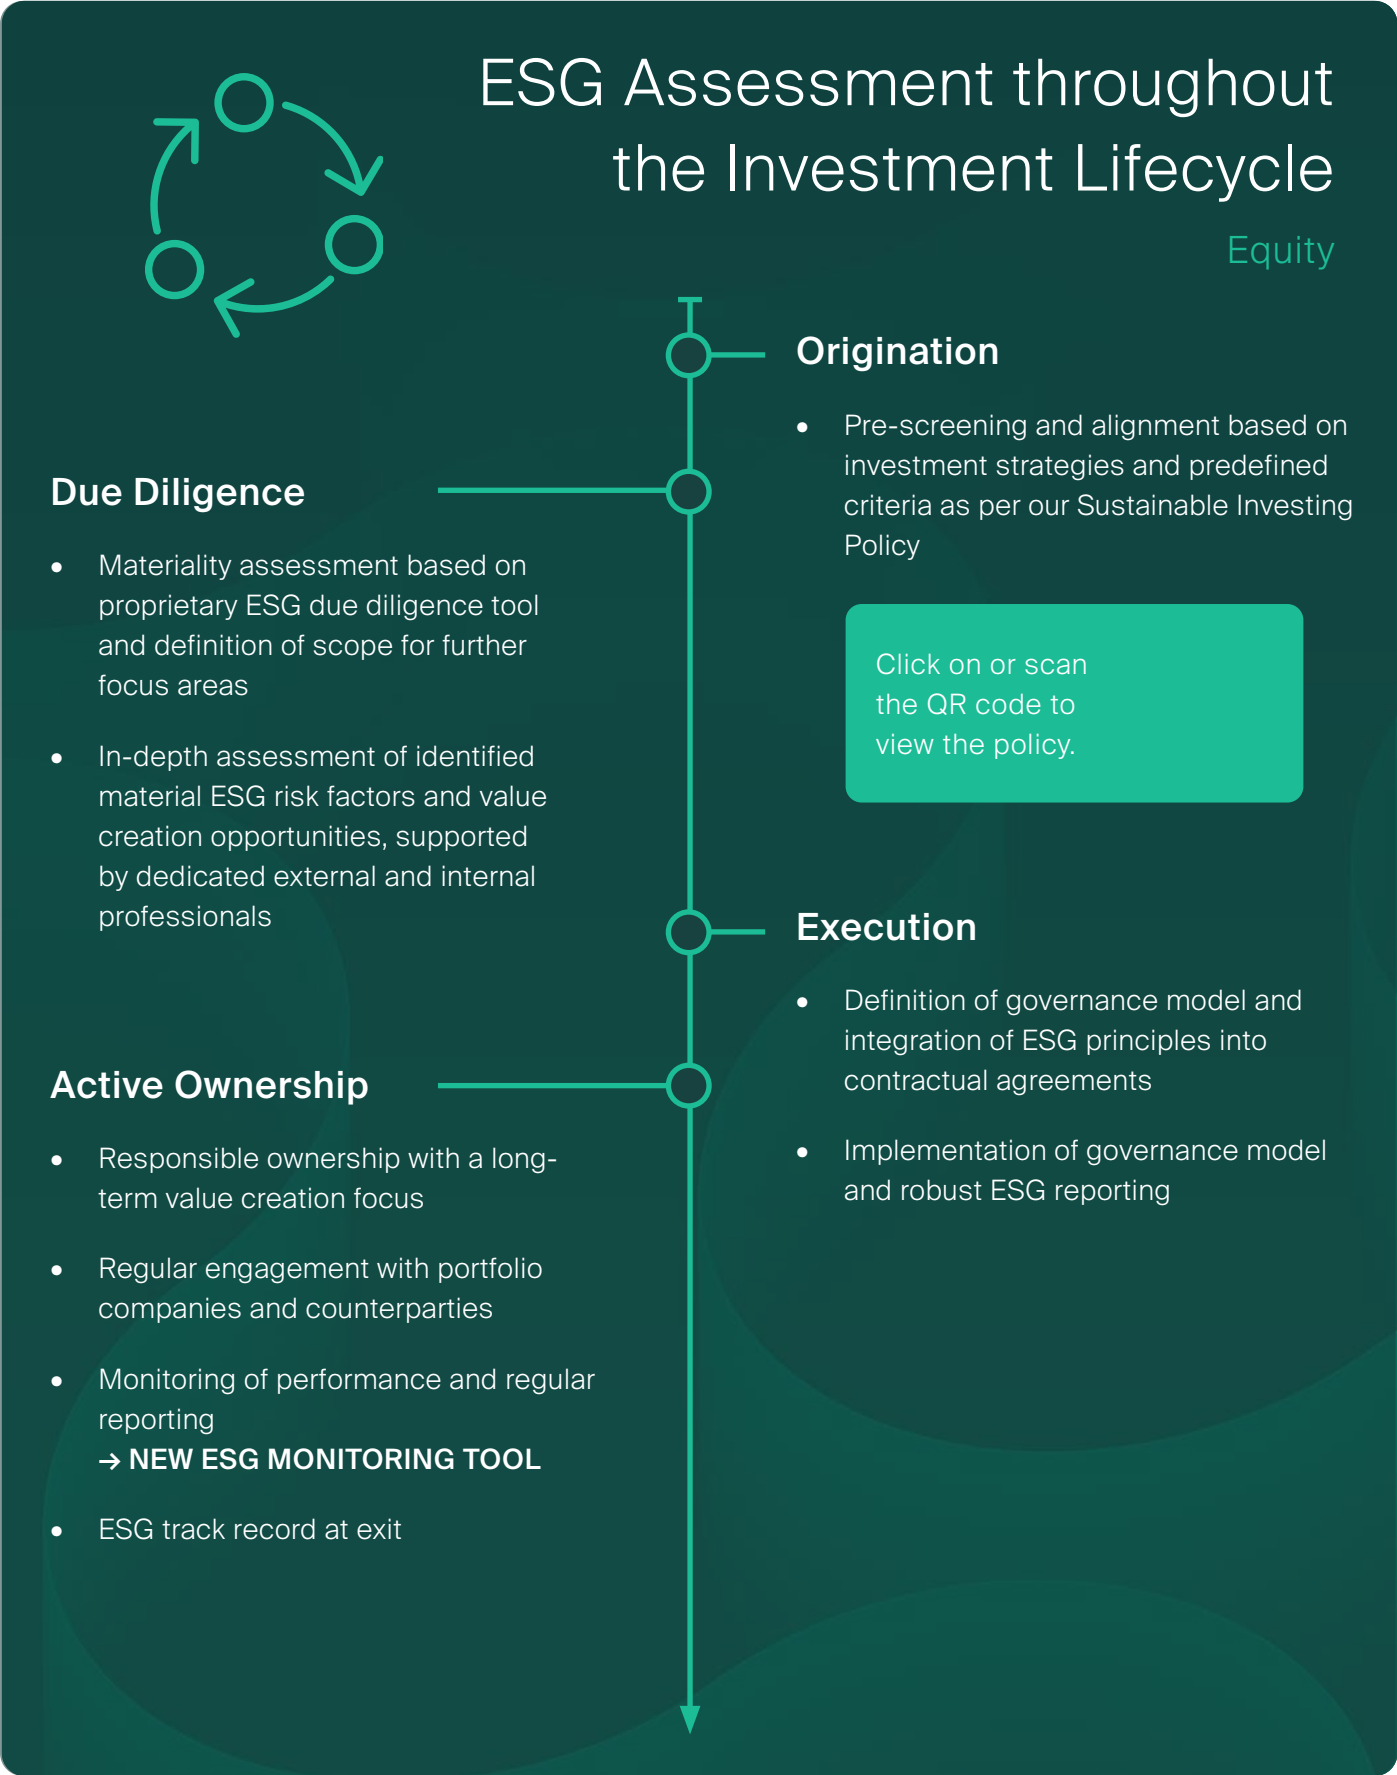 ESG Assessment throughout
the Investment Lifecycle
Equity
Origination
• Pre-screening and alignment based on
investment strategies and predefined
criteria as per our Sustainable Investing
Policy
Click on or scan
the QR code to
view the policy.
Due Diligence
• Materiality assessment based on
proprietary ESG due diligence tool
and definition of scope for further
focus areas
• In-depth assessment of identified
material ESG risk factors and value
creation opportunities, supported
by dedicated external and internal
professionals
Execution
• Definition of governance model and
integration of ESG principles into
contractual agreements
• Implementation of governance model
and robust ESG reporting
Active Ownership
• Responsible ownership with a long-
term value creation focus
• Regular engagement with portfolio
companies and counterparties
• Monitoring of performance and regular
reporting
→ NEW ESG MONITORING TOOL
• ESG track record at exit